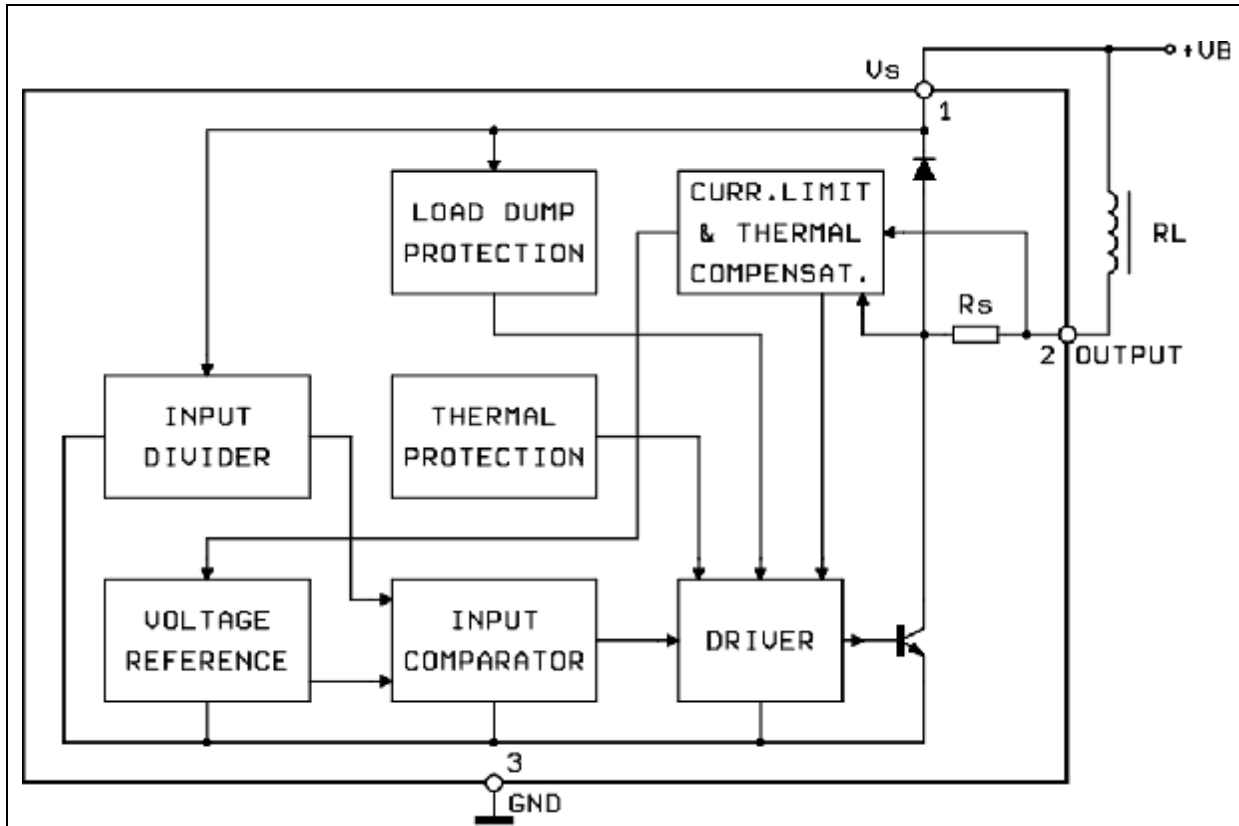 +VB
Vs
1
LOAD DUMP
PROTECTION
CURR.LIMIT
& THERMAL
COMPENSAT.
RL
Rs
2 OUTPUT
INPUT
DIVIDER
THERMAL
PROTECTION
VOLTAGE
REFERENCE
INPUT
COMPARATOR
DRIVER
3
GND